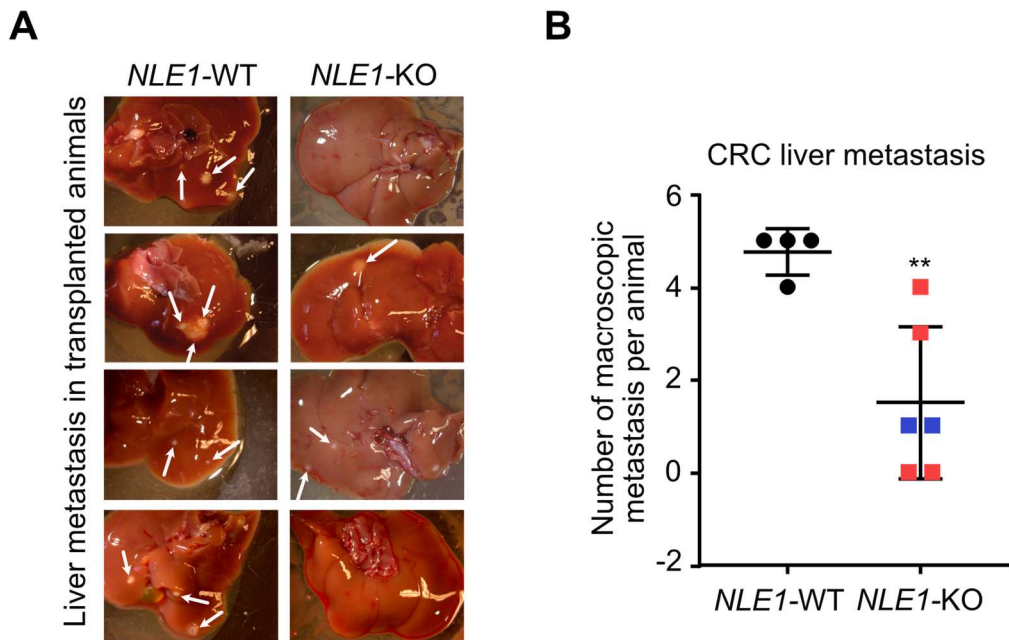 A
NLE1-WT NLE1-KO
Liver metastasis in transplanted animals
B
CRC liver metastasis
Number of macroscopic
metastasis per animal
6
4
2
0
-2
**
NLE1-WT NLE1-KO